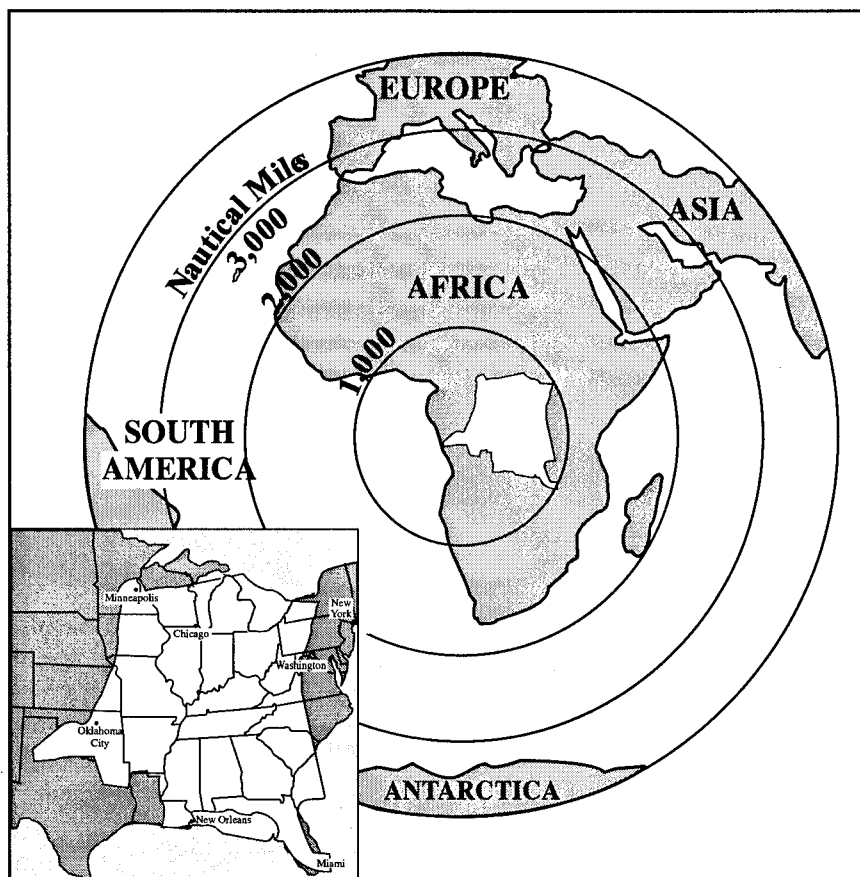 EUROPE
Nautical Miles
3,000
2,000
1,000
ASIA
AFRICA
SOUTH
AMERICA
ANTARCTICA
Minneapolis
Chicago
New
York
Washington
Oklahoma
City
New Orleans
Miami